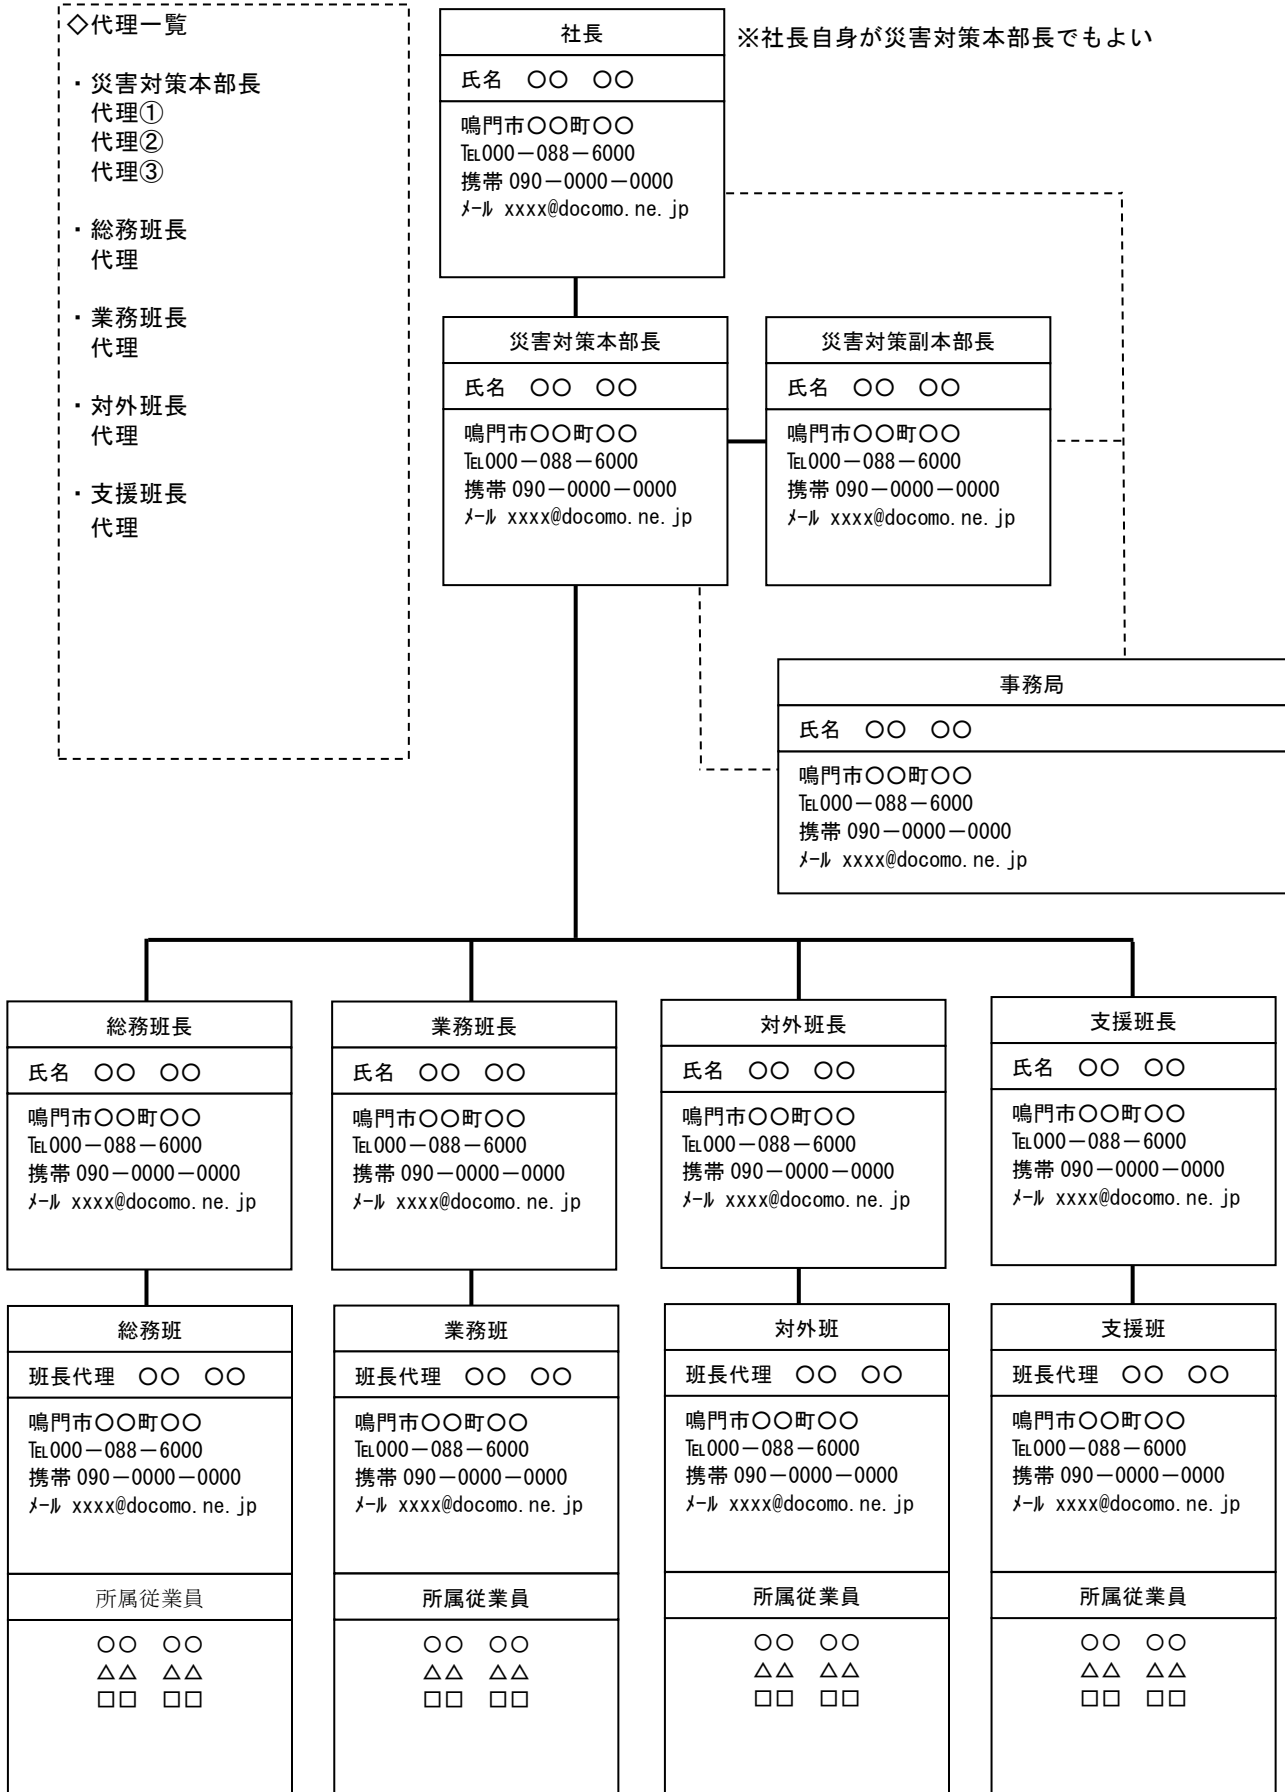 ◇代理一覧
・災害対策本部長
代理①
代理②
代理③
・総務班長
代理
・業務班長
代理
・対外班長
代理
・支援班長
代理
社長
氏名 〇〇 〇〇
鳴門市〇〇町〇〇
℡000－088－6000
携帯 090－0000－0000
ﾒｰﾙ xxxx@docomo.ne.jp
※社長自身が災害対策本部長でもよい
災害対策本部長
氏名 〇〇 〇〇
鳴門市〇〇町〇〇
℡000－088－6000
携帯 090－0000－0000
ﾒｰﾙ xxxx@docomo.ne.jp
災害対策副本部長
氏名 〇〇 〇〇
鳴門市〇〇町〇〇
℡000－088－6000
携帯 090－0000－0000
ﾒｰﾙ xxxx@docomo.ne.jp
事務局
氏名 〇〇 〇〇
鳴門市〇〇町〇〇
℡000－088－6000
携帯 090－0000－0000
ﾒｰﾙ xxxx@docomo.ne.jp
総務班長
氏名 〇〇 〇〇
鳴門市〇〇町〇〇
℡000－088－6000
携帯 090－0000－0000
ﾒｰﾙ xxxx@docomo.ne.jp
業務班長
氏名 〇〇 〇〇
鳴門市〇〇町〇〇
℡000－088－6000
携帯 090－0000－0000
ﾒｰﾙ xxxx@docomo.ne.jp
対外班長
氏名 〇〇 〇〇
鳴門市〇〇町〇〇
℡000－088－6000
携帯 090－0000－0000
ﾒｰﾙ xxxx@docomo.ne.jp
支援班長
氏名 〇〇 〇〇
鳴門市〇〇町〇〇
℡000－088－6000
携帯 090－0000－0000
ﾒｰﾙ xxxx@docomo.ne.jp
総務班
班長代理 〇〇 〇〇
鳴門市〇〇町〇〇
℡000－088－6000
携帯 090－0000－0000
ﾒｰﾙ xxxx@docomo.ne.jp
所属従業員
〇〇 〇〇
△△ △△
□□ □□
業務班
班長代理 〇〇 〇〇
鳴門市〇〇町〇〇
℡000－088－6000
携帯 090－0000－0000
ﾒｰﾙ xxxx@docomo.ne.jp
所属従業員
〇〇 〇〇
△△ △△
□□ □□
対外班
班長代理 〇〇 〇〇
鳴門市〇〇町〇〇
℡000－088－6000
携帯 090－0000－0000
ﾒｰﾙ xxxx@docomo.ne.jp
所属従業員
〇〇 〇〇
△△ △△
□□ □□
支援班
班長代理 〇〇 〇〇
鳴門市〇〇町〇〇
℡000－088－6000
携帯 090－0000－0000
ﾒｰﾙ xxxx@docomo.ne.jp
所属従業員
〇〇 〇〇
△△ △△
□□ □□